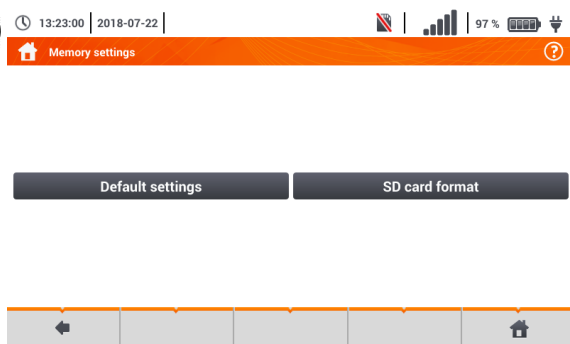 13:23:00 2018-07-22 97 %
Memory settings ?
Default settings SD card format